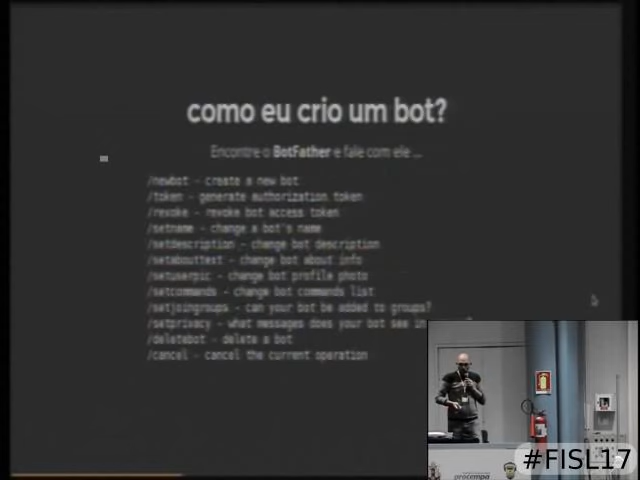 como eu crio um bot?
Encontre o BotFather e fale com ele ...
/newbot - create a new bot
/token - generate authorization token
/revoke - revoke bot access token
/setname - change a bot's name
/setdescription - change bot description
/setabouttext - change bot about info
/setuserpic - change bot profile photo
/setcommands - change bot commands list
/setjoingroups - can your bot be added to groups?
/setprivacy - what messages does your bot see in
/deletebot - delete a bot
/cancel - cancel the current operation
procempa
#FISL17